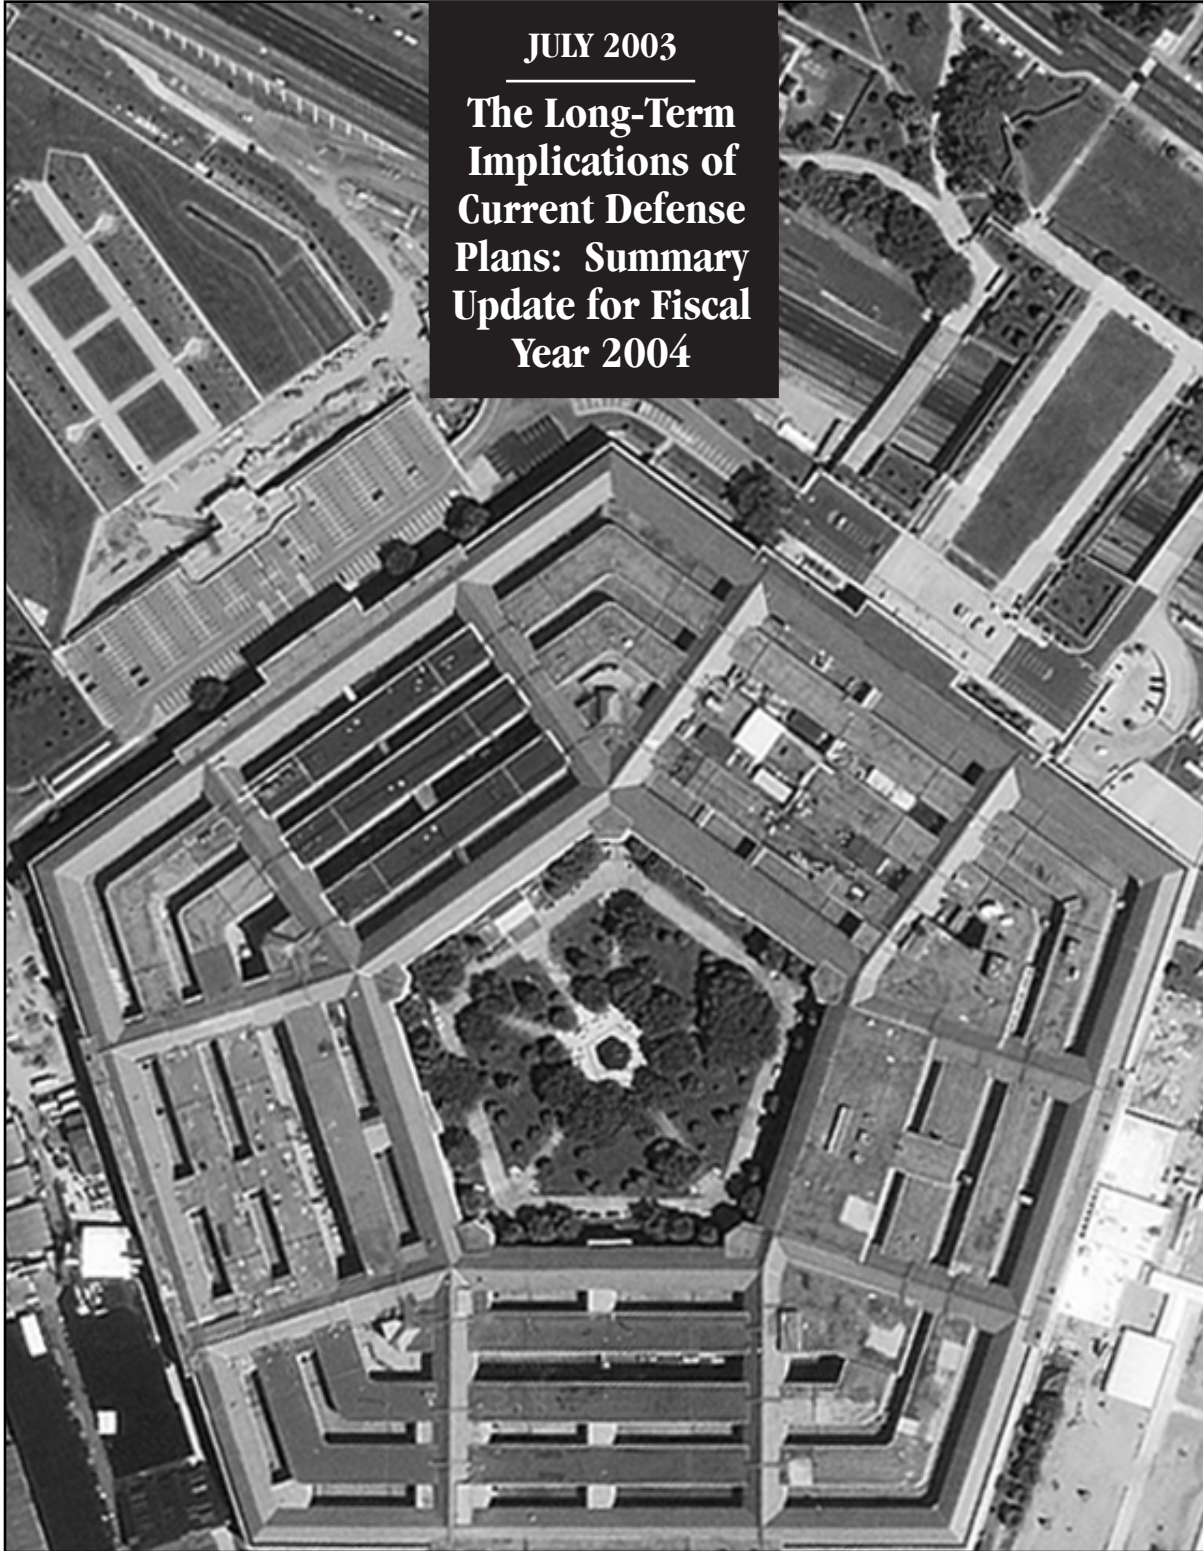 JULY 2003
The Long-Term
Implications of
Current Defense
Plans: Summary
Update for Fiscal
Year 2004